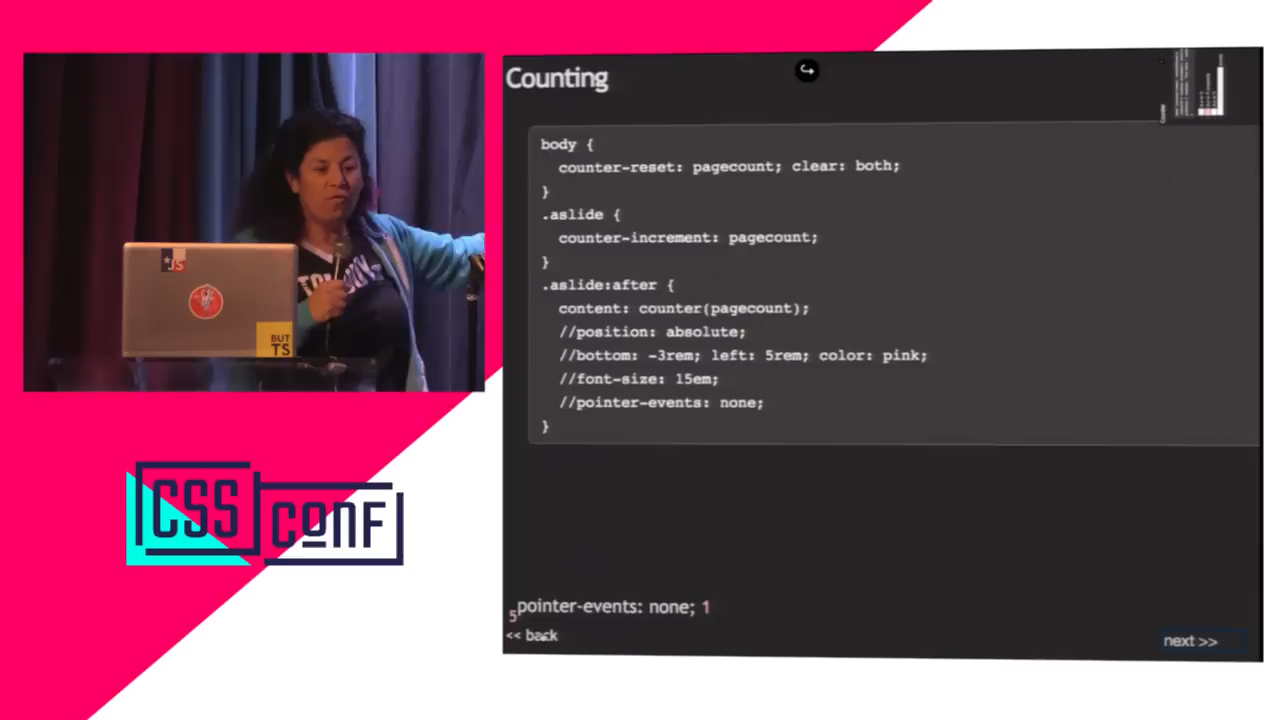 Counting
body {
counter-reset: pagecount; clear: both;
}
.aslide {
counter-increment: pagecount;
}
.aslide:after {
content: counter(pagecount);
//position: absolute;
//bottom: -3rem; left: 5rem; color: pink;
//font-size: 15em;
//pointer-events: none;
}
5 pointer-events: none; 1
<< back
next >>
JS
BUT
TS
CSS
CONF